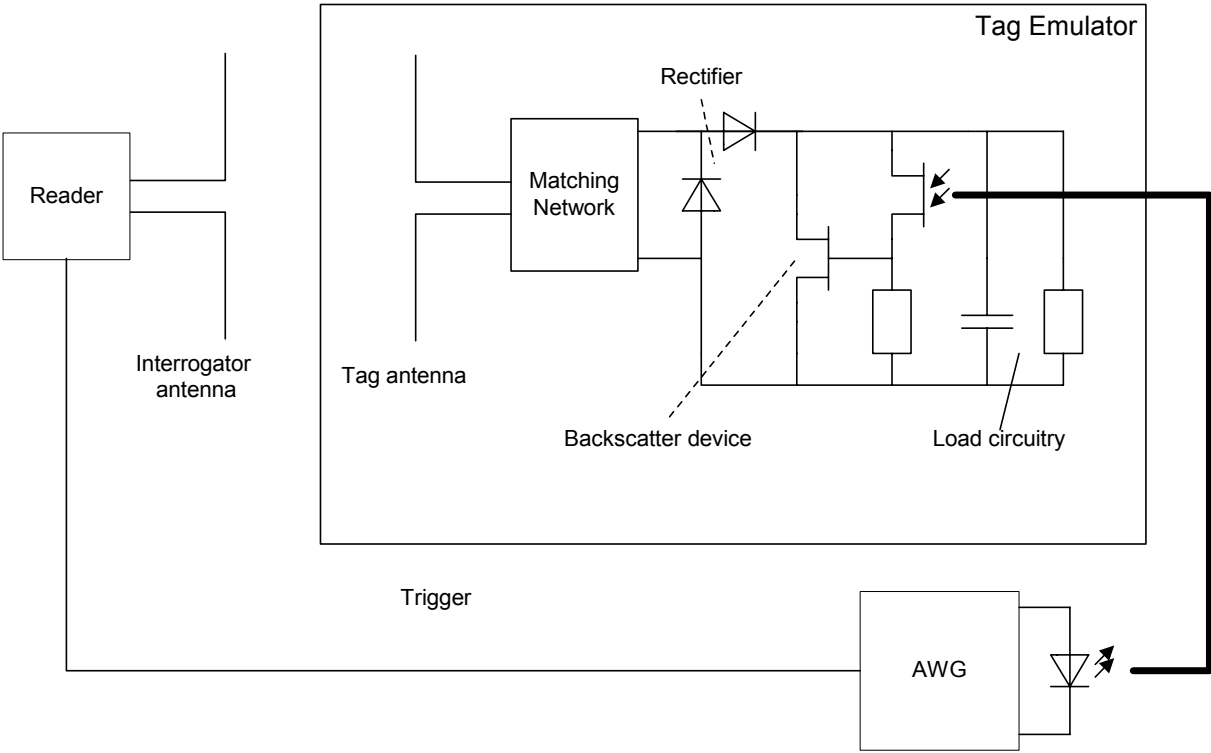 Tag Emulator
Rectifier
Reader
Matching
Network
Interrogator
antenna
Tag antenna
Backscatter device
Load circuitry
Trigger
AWG